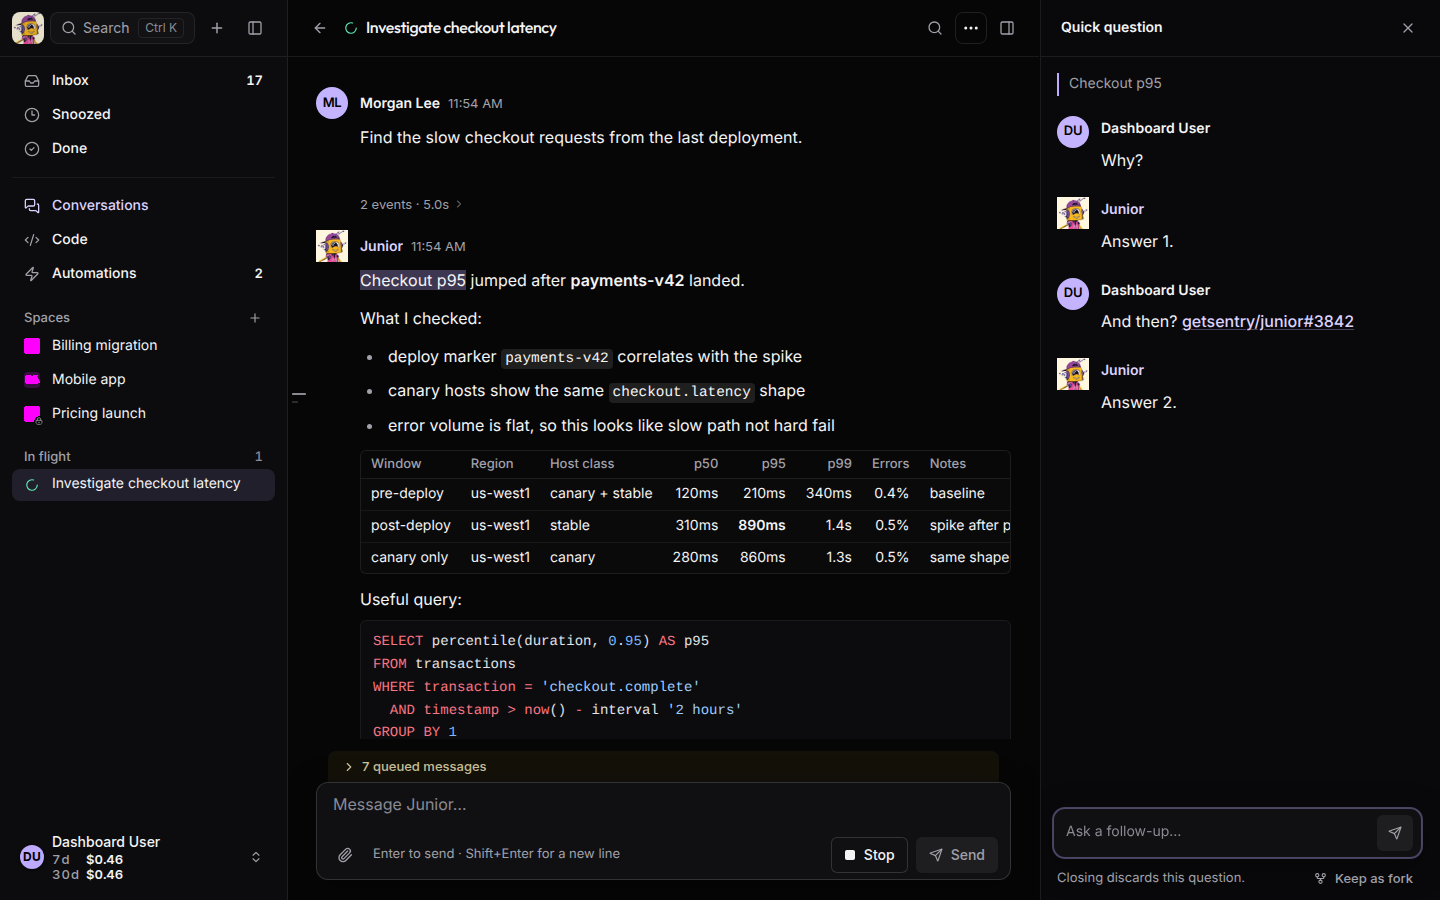 Search Ctrl K
Inbox 17
Snoozed
Done
Conversations
Code
Automations 2
Spaces
Billing migration
Mobile app
Pricing launch
In flight 1
Investigate checkout latency
DU Dashboard User
7d $0.46
30d $0.46
Investigate checkout latency
ML Morgan Lee 11:54 AM
Find the slow checkout requests from the last deployment.
2 events · 5.0s
Junior 11:54 AM
Checkout p95 jumped after payments-v42 landed.
What I checked:
deploy marker payments-v42 correlates with the spike
canary hosts show the same checkout.latency shape
error volume is flat, so this looks like slow path not hard fail
Window Region Host class p50 p95 p99 Errors Notes
pre-deploy us-west1 canary + stable 120ms 210ms 340ms 0.4% baseline
post-deploy us-west1 stable 310ms 890ms 1.4s 0.5% spike after p
canary only us-west1 canary 280ms 860ms 1.3s 0.5% same shape
Useful query:
SELECT percentile(duration, 0.95) AS p95
FROM transactions
WHERE transaction = 'checkout.complete'
AND timestamp > now() - interval '2 hours'
GROUP BY 1
7 queued messages
Message Junior...
Enter to send · Shift+Enter for a new line
Stop
Send
Quick question
Checkout p95
DU Dashboard User
Why?
Junior
Answer 1.
DU Dashboard User
And then? getsentry/junior#3842
Junior
Answer 2.
Ask a follow-up...
Closing discards this question.
Keep as fork